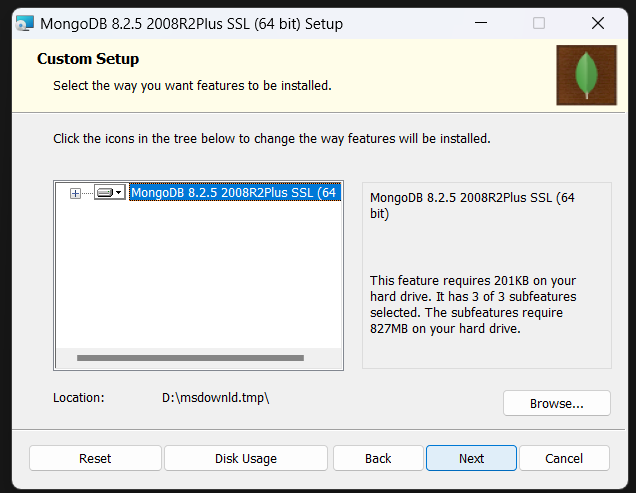 MongoDB 8.2.5 2008R2Plus SSL (64 bit) Setup
Custom Setup
Select the way you want features to be installed.
Click the icons in the tree below to change the way features will be installed.
MongoDB 8.2.5 2008R2Plus SSL (64
MongoDB 8.2.5 2008R2Plus SSL (64
bit)
This feature requires 201KB on your
hard drive. It has 3 of 3 subfeatures
selected. The subfeatures require
827MB on your hard drive.
Location: D:\msdownld.tmp\
Browse...
Reset Disk Usage Back Next Cancel